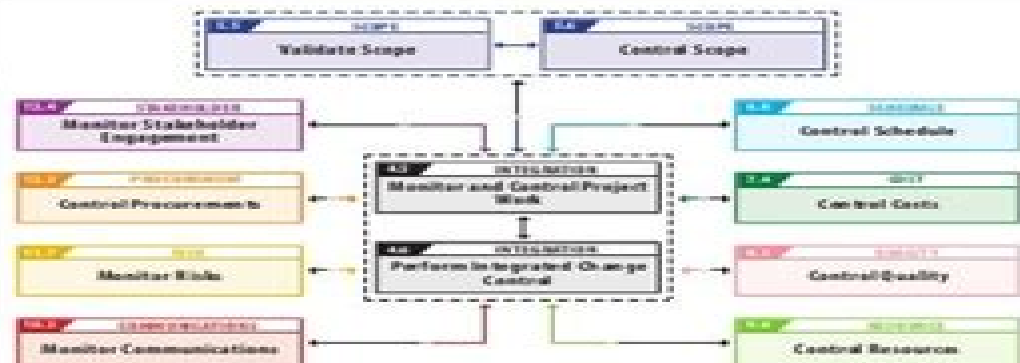 SCOPE
Validate Scope
SCOPE
Control Scope
STAKEHOLDER
Monitor Stakeholder
Engagement
SCHEDULE
Control Schedule
INTEGRATION
Monitor and Control Project
Work
PROCUREMENT
Control Procurements
COST
Control Costs
INTEGRATION
Perform Integrated Change
Control
RISK
Monitor Risks
QUALITY
Control Quality
COMMUNICATIONS
Monitor Communications
RESOURCE
Control Resources